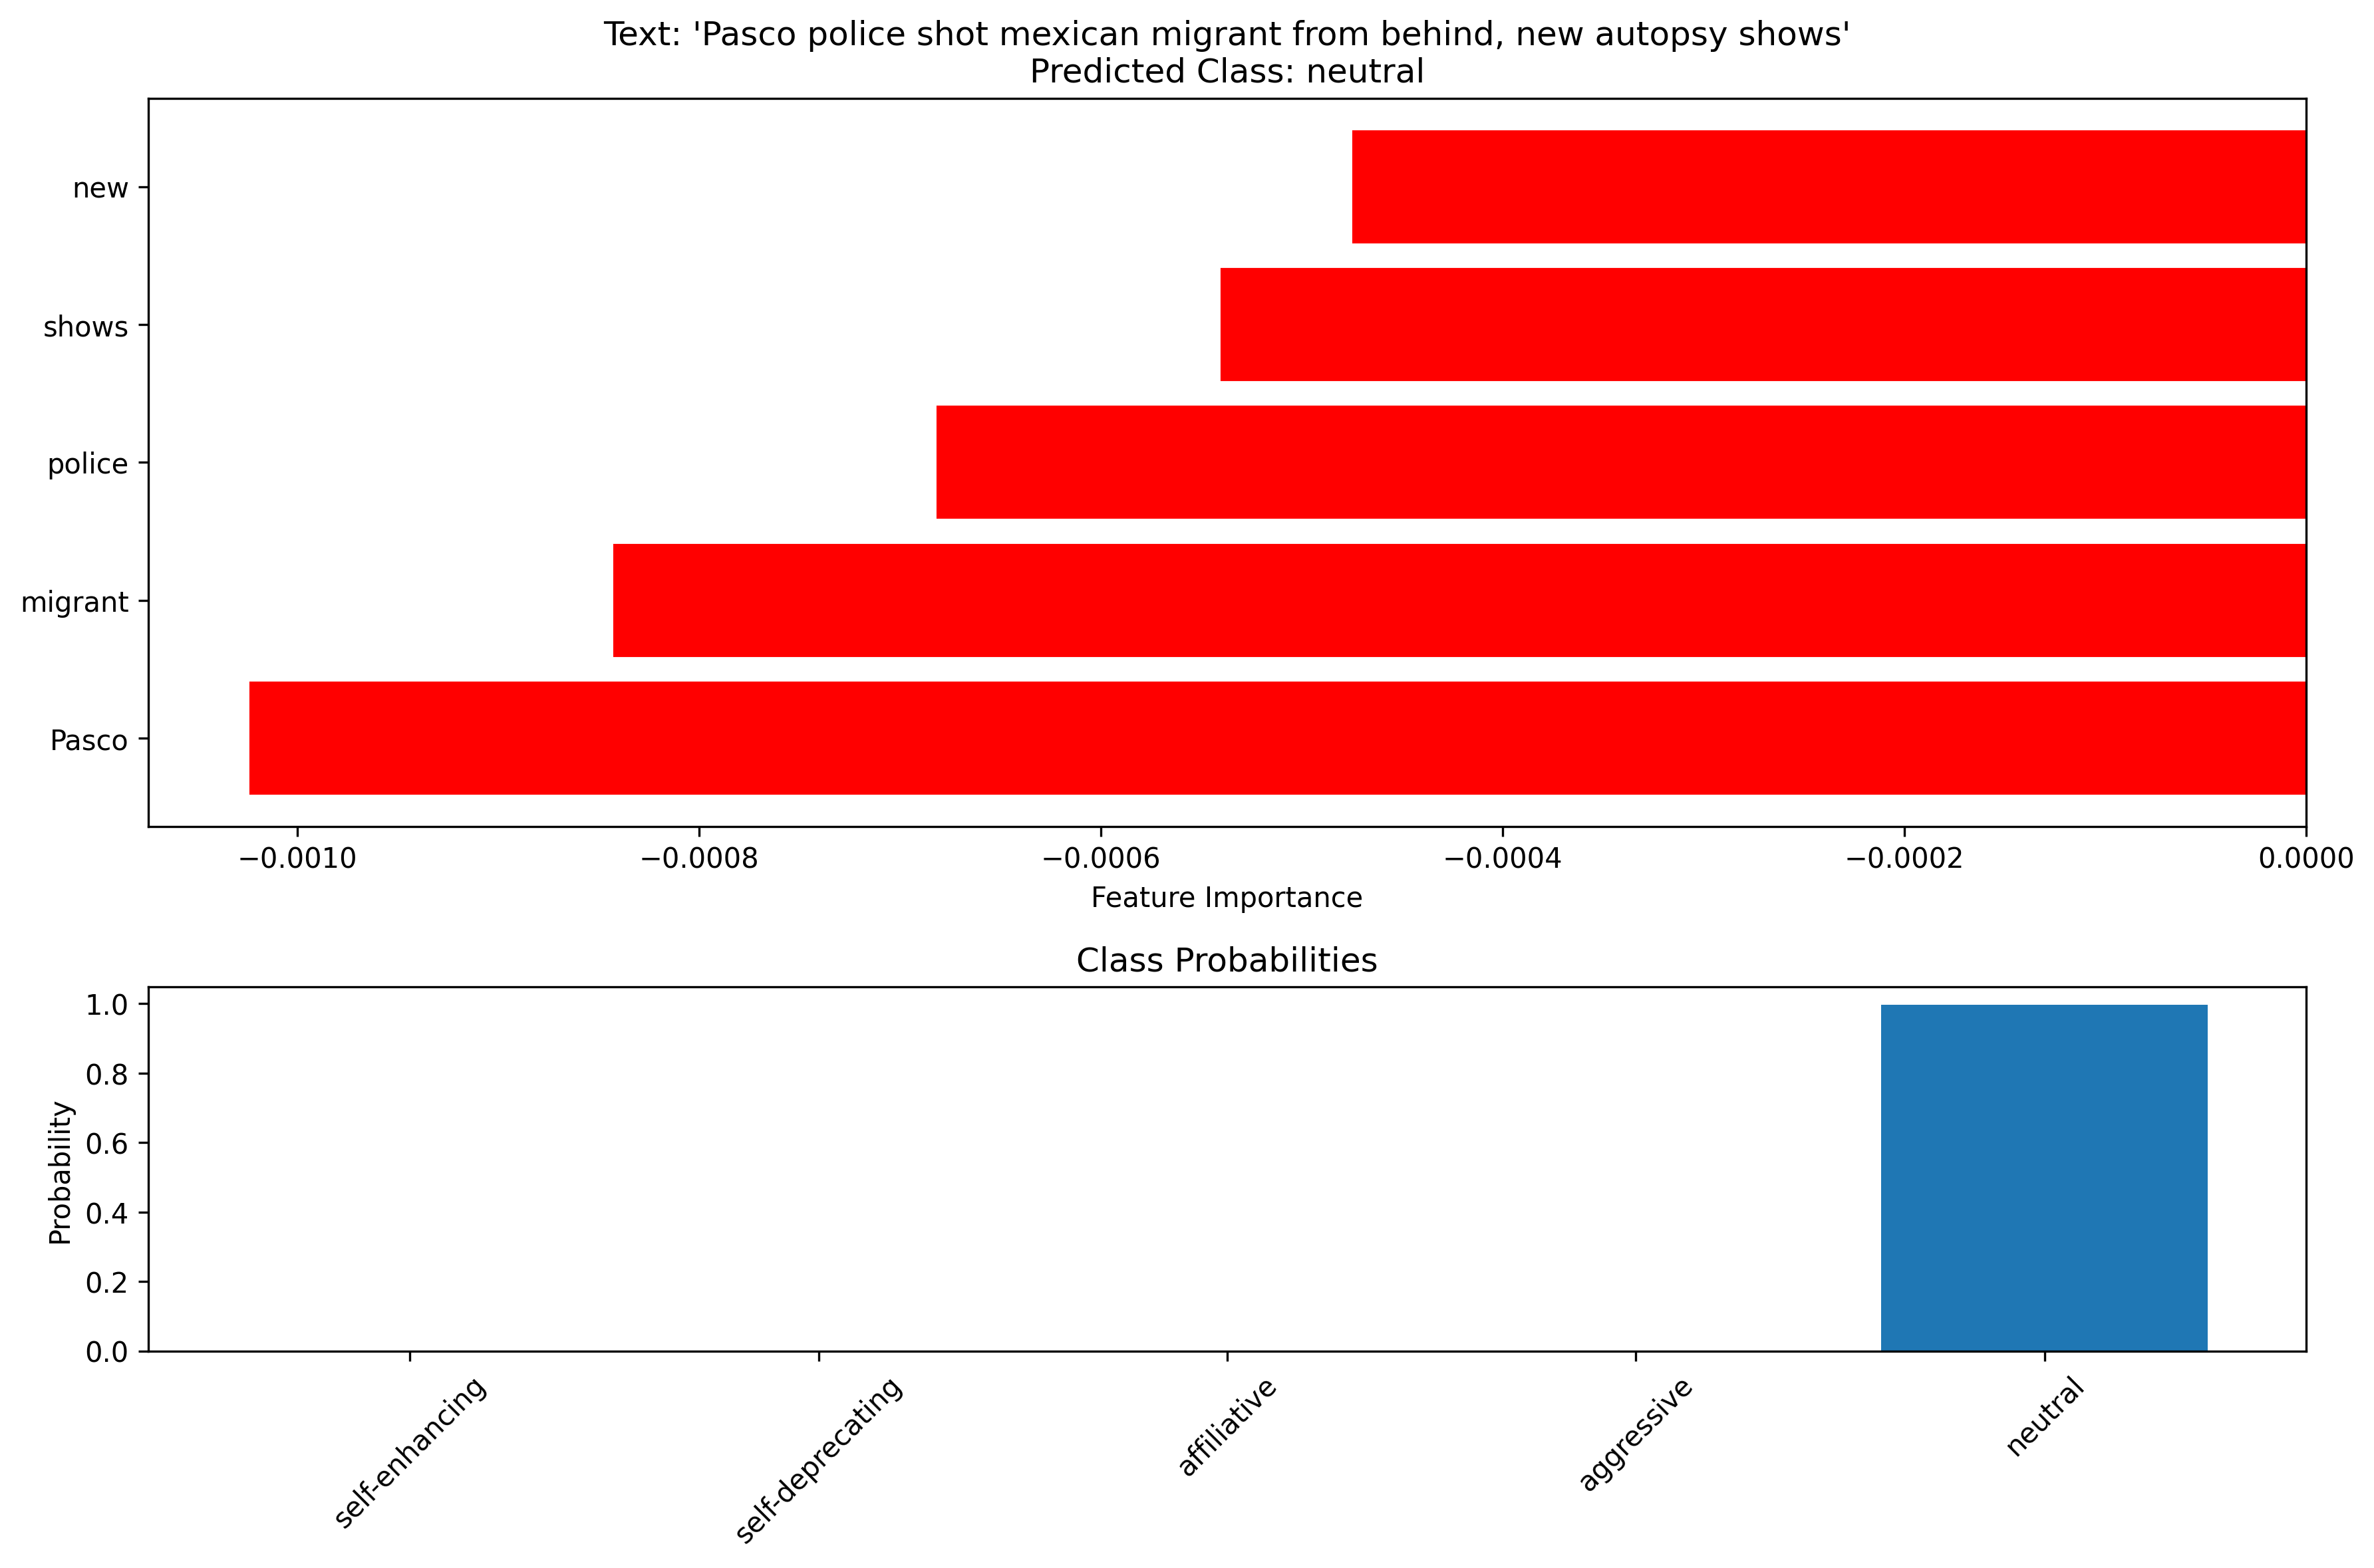 Text: 'Pasco police shot mexican migrant from behind, new autopsy shows'
Predicted Class: neutral
new
shows
police
migrant
Pasco
−0.0010
−0.0008
−0.0006
−0.0004
−0.0002
0.0000
Feature Importance
Class Probabilities
1.0
0.8
0.6
0.4
0.2
0.0
Probability
self-enhancing
self-deprecating
affiliative
aggressive
neutral